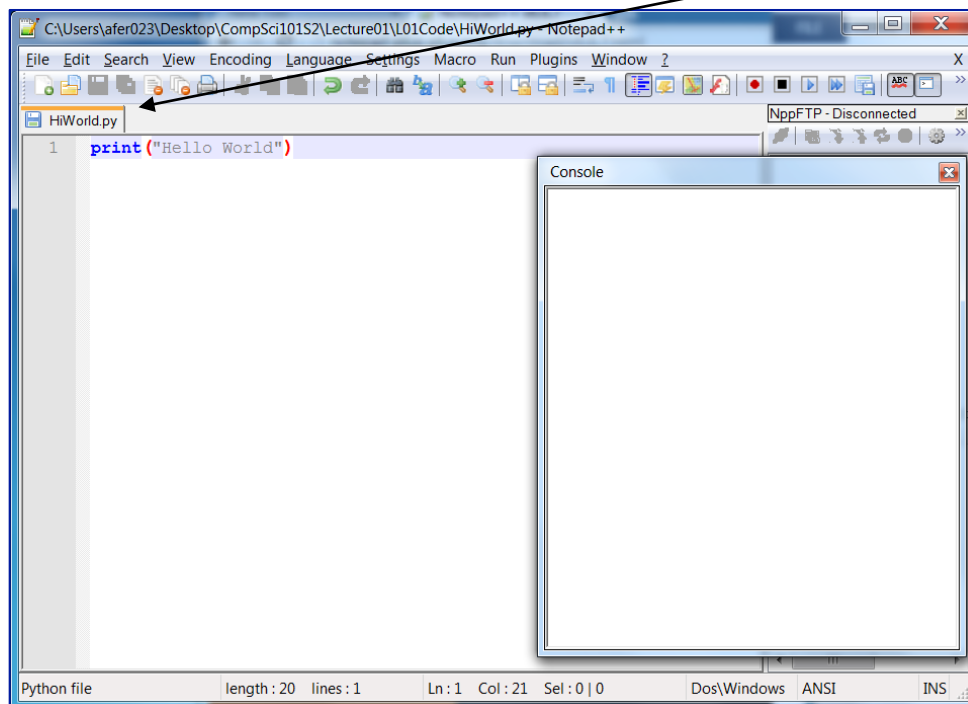 C:\Users\afer023\Desktop\CompSci101S2\Lecture01\L01Code\HiWorld.py - Notepad++
File Edit Search View Encoding Language Settings Macro Run Plugins Window ? X
ABC
HiWorld.py
NppFTP - Disconnected
1 print("Hello World")
Console
Python file length : 20 lines : 1 Ln : 1 Col : 21 Sel : 0 | 0 Dos\Windows ANSI INS